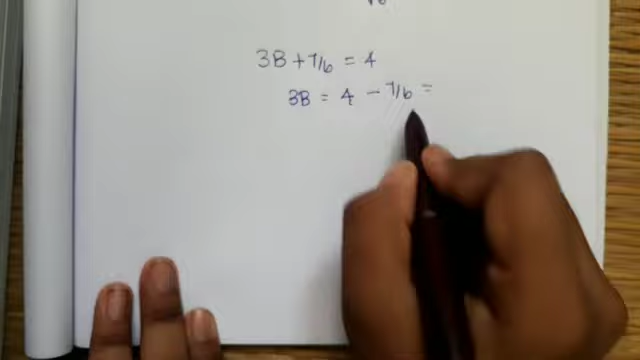 3B + 7/6 = 4
3B = 4 - 7/6 =